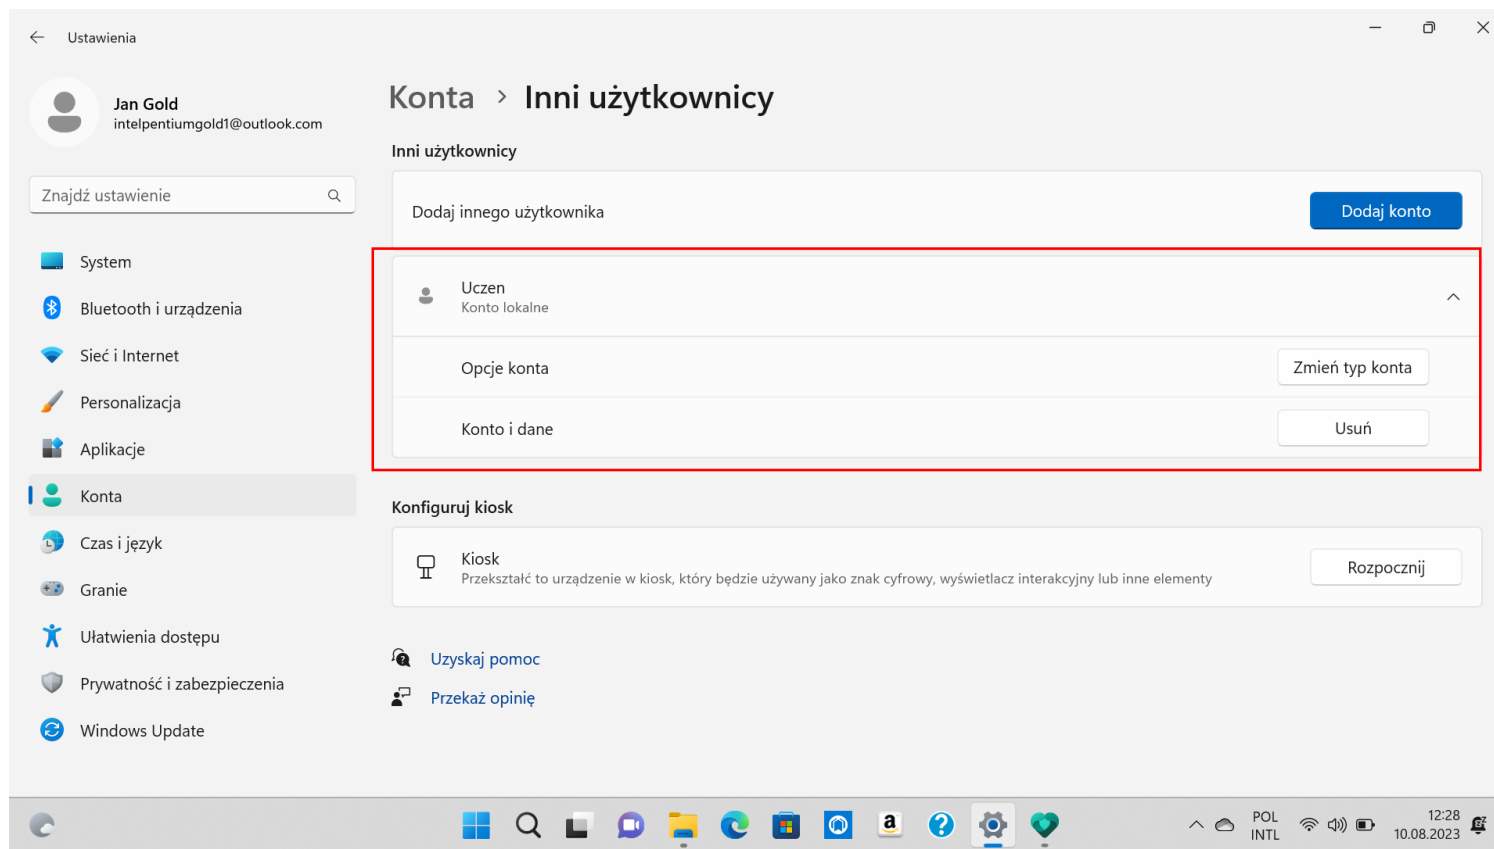 Ustawienia
Jan Gold
intelpentiumgold1@outlook.com
Znajdź ustawienie
System
Bluetooth i urządzenia
Sieć i Internet
Personalizacja
Aplikacje
Konta
Czas i język
Granie
Ułatwienia dostępu
Prywatność i zabezpieczenia
Windows Update
Konta > Inni użytkownicy
Inni użytkownicy
Dodaj innego użytkownika
Dodaj konto
Uczen
Konto lokalne
Opcje konta
Zmień typ konta
Konto i dane
Usuń
Konfiguruj kiosk
Kiosk
Przekształć to urządzenie w kiosk, który będzie używany jako znak cyfrowy, wyświetlacz interakcyjny lub inne elementy
Rozpocznij
Uzyskaj pomoc
Przekaż opinię
a
POL
INTL
12:28
10.08.2023